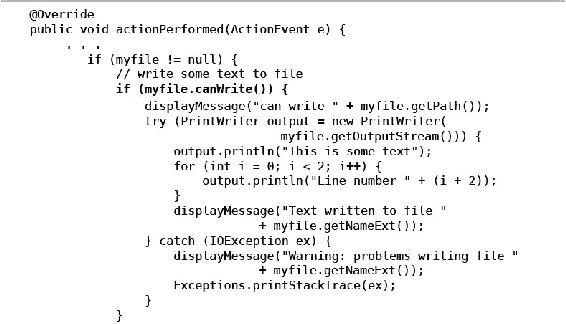 @Override
public void actionPerformed(ActionEvent e) {
. . .
if (myfile != null) {
// write some text to file
if (myfile.canWrite()) {
displayMessage("can write " + myfile.getPath());
try (PrintWriter output = new PrintWriter(
myfile.getOutputStream())) {
output.println("This is some text");
for (int i = 0; i < 2; i++) {
output.println("Line number " + (i + 2));
}
displayMessage("Text written to file "
+ myfile.getNameExt());
} catch (IOException ex) {
displayMessage("Warning: problems writing file "
+ myfile.getNameExt());
Exceptions.printStackTrace(ex);
}
}